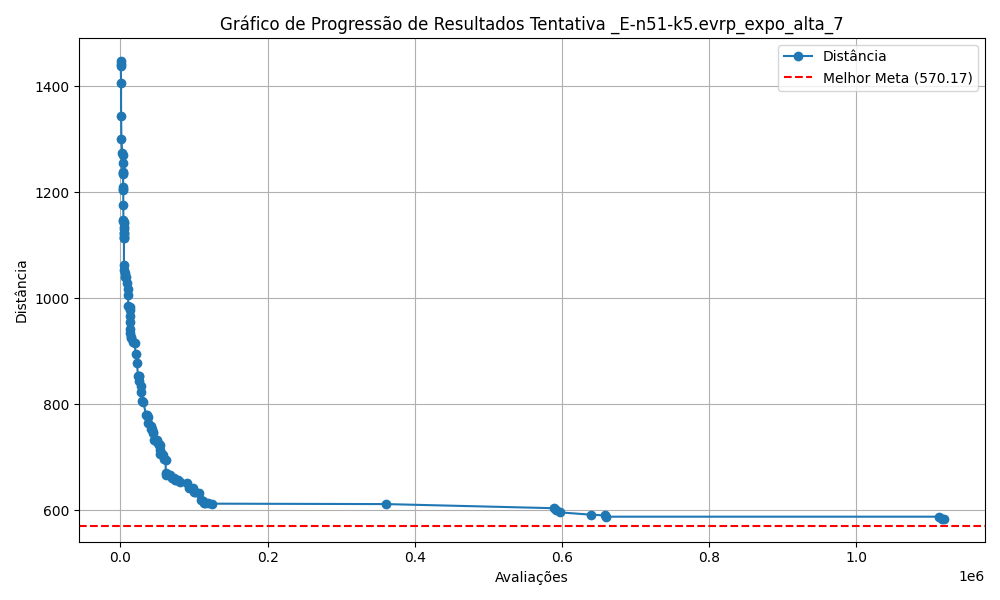 Gráfico de Progressão de Resultados Tentativa _E-n51-k5.evrp_expo_alta_7
Distância
Melhor Meta (570.17)
Distância
1400
1200
1000
800
600
0.0 0.2 0.4 0.6 0.8 1.0
1e6
Avaliações